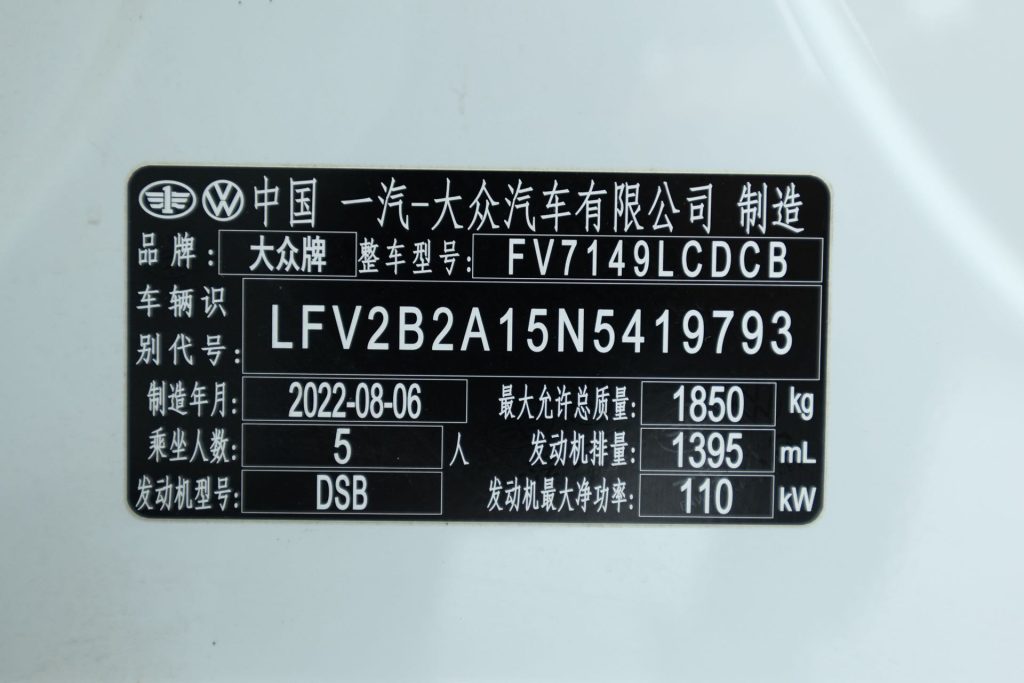 中国 一汽-大众汽车有限公司 制造
品牌: 大众牌 整车型号: FV7149LCDCB
车辆识别代号: LFV2B2A15N5419793
制造年月: 2022-08-06 最大允许总质量: 1850 kg
乘坐人数: 5 人 发动机排量: 1395 mL
发动机型号: DSB 发动机最大净功率: 110 kW